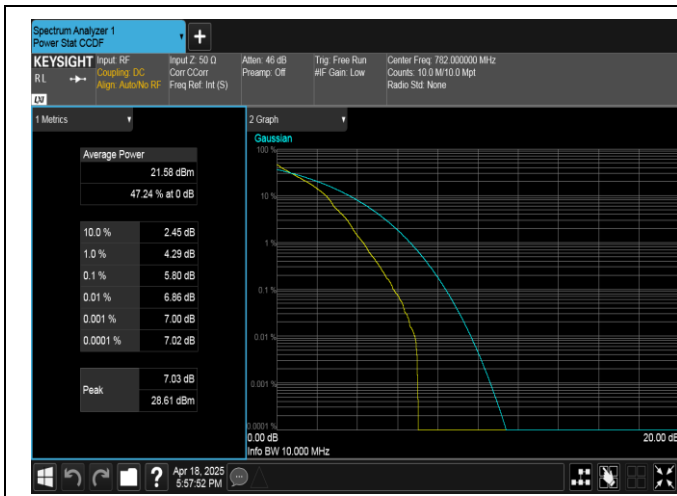 Spectrum Analyzer 1
Power Stat CCDF
+
KEYSIGHT
RL
LXI
Input: RF
Coupling: DC
Align: Auto/No RF
Input Z: 50 Ω
Corr CCorr
Freq Ref: Int (S)
Atten: 46 dB
Preamp: Off
Trig: Free Run
#IF Gain: Low
Center Freq: 782.000000 MHz
Counts: 10.0 M/10.0 Mpt
Radio Std: None
1 Metrics
Average Power
21.58 dBm
47.24 % at 0 dB
10.0 % 2.45 dB
1.0 % 4.29 dB
0.1 % 5.80 dB
0.01 % 6.86 dB
0.001 % 7.00 dB
0.0001 % 7.02 dB
Peak
7.03 dB
28.61 dBm
2 Graph
Gaussian
100 %
10 %
1 %
0.1 %
0.01 %
0.001 %
0.0001 %
0.00 dB 20.00 dB
Info BW 10.000 MHz
?
Apr 18, 2025
5:57:52 PM